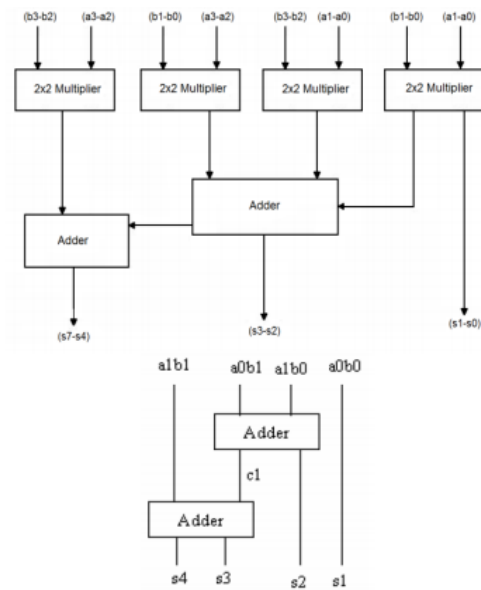 (b3-b2) (a3-a2) (b1-b0) (a3-a2) (b3-b2) (a1-a0) (b1-b0) (a1-a0)
2x2 Multiplier 2x2 Multiplier 2x2 Multiplier 2x2 Multiplier
Adder
Adder
(s7-s4) (s3-s2) (s1-s0)
a1b1 a0b1 a1b0 a0b0
Adder
c1
Adder
s4 s3 s2 s1